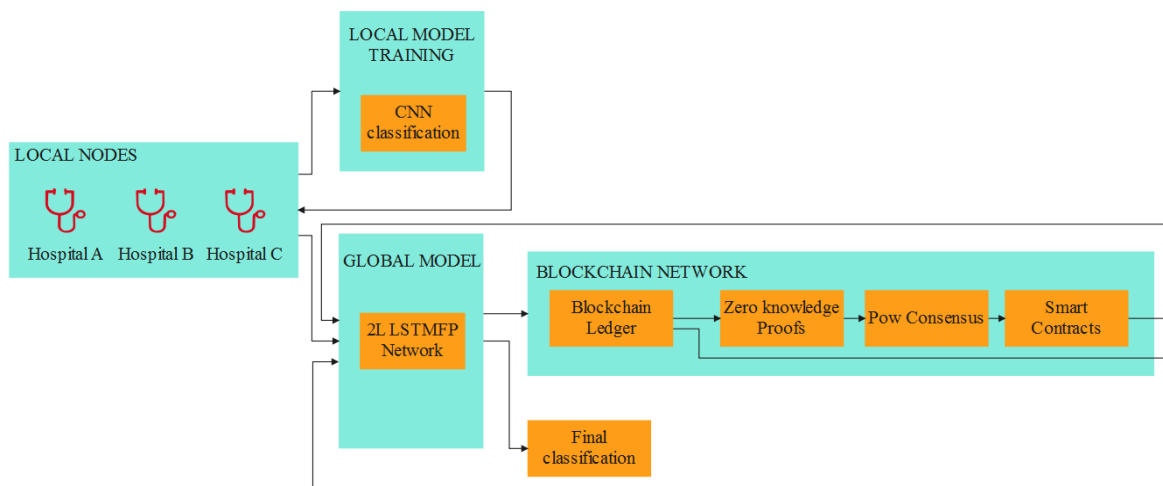 LOCAL MODEL
TRAINING
CNN
classification
LOCAL NODES
Hospital A
Hospital B
Hospital C
GLOBAL MODEL
2L LSTMFP
Network
BLOCKCHAIN NETWORK
Blockchain
Ledger
Zero knowledge
Proofs
Pow Consensus
Smart
Contracts
Final
classification